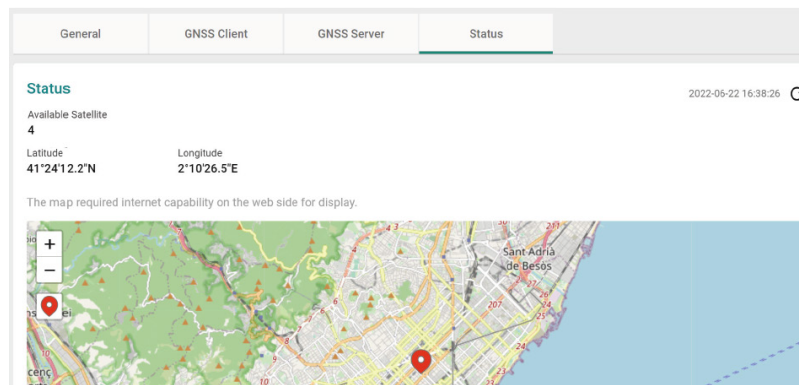 General GNSS Client GNSS Server Status
Status
2022-06-22 16:38:26
Available Satellite
4
Latitude Longitude
41°24'12.2"N 2°10'26.5"E
The map required internet capability on the web side for display.
+
−
Sant Adrià
de Besòs